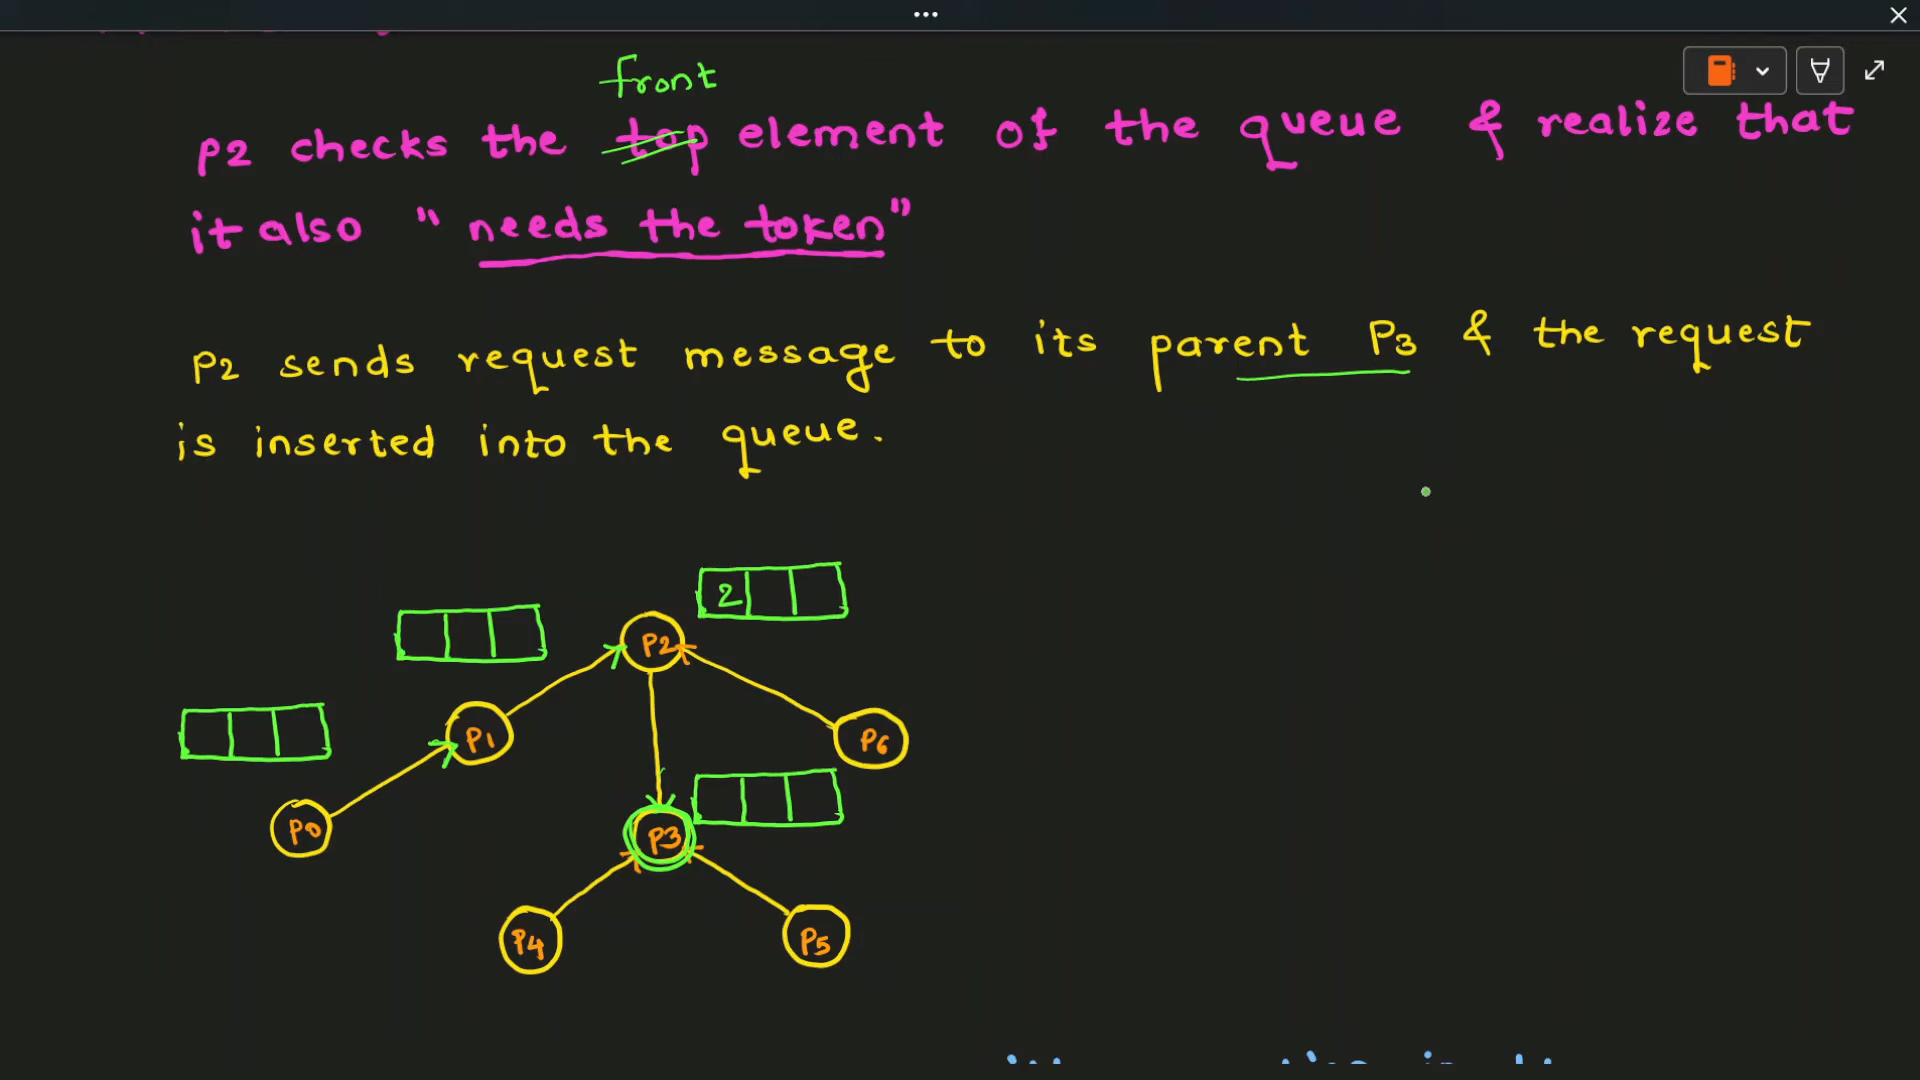 front
P2 checks the top element of the queue & realize that
it also "needs the token"
P2 sends request message to its parent P3 & the request
is inserted into the queue.
2
P2
P1
P6
P0
P3
P4
P5